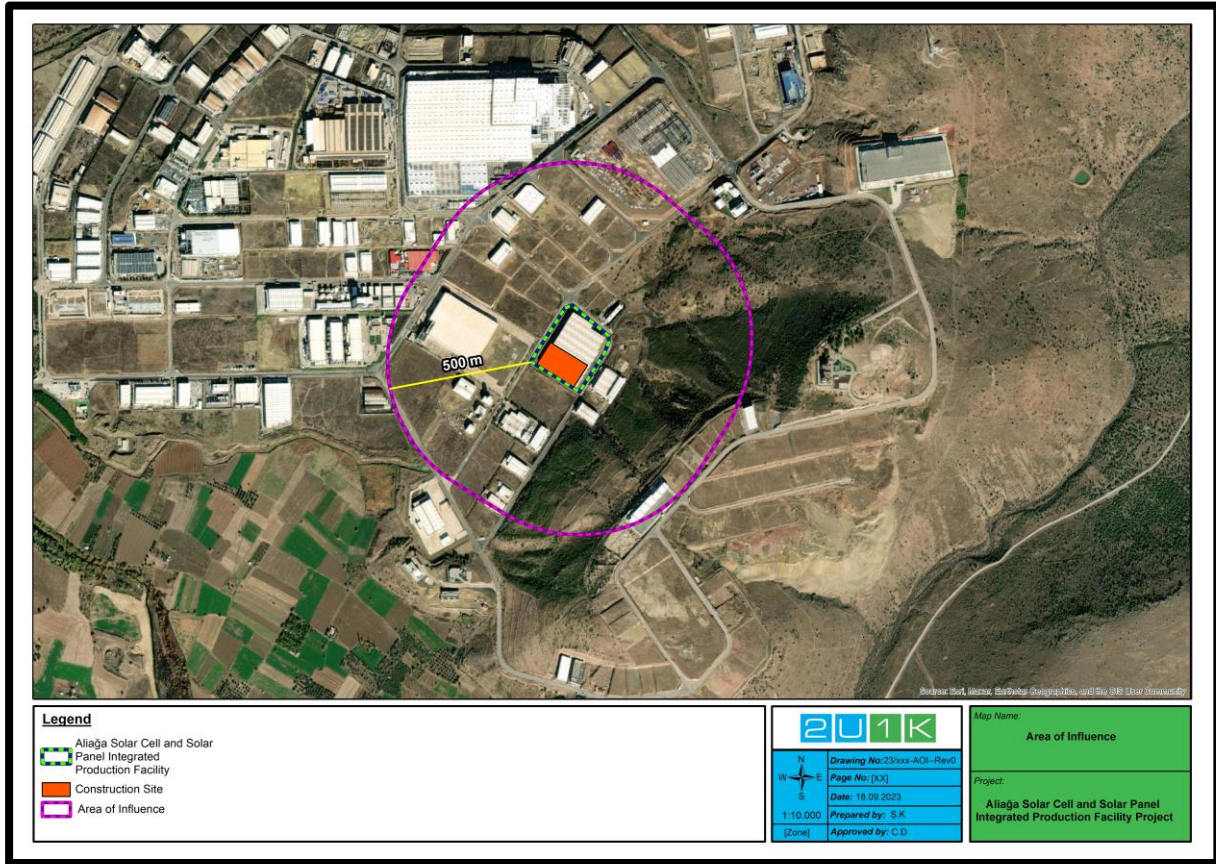 500 m
Source: Esri, Maxar, Earthstar Geographics, and the GIS User Community
Legend
Aliağa Solar Cell and Solar
Panel Integrated
Production Facility
Construction Site
Area of Influence
2U1K
N
W E
S
1:10.000
[Zone]
Drawing No:23/xxx-AOI--Rev0
Page No: [XX]
Date: 18.09.2023
Prepared by: Ş.K
Approved by: C.D
Map Name:
Area of Influence
Project:
Aliağa Solar Cell and Solar Panel
Integrated Production Facility Project